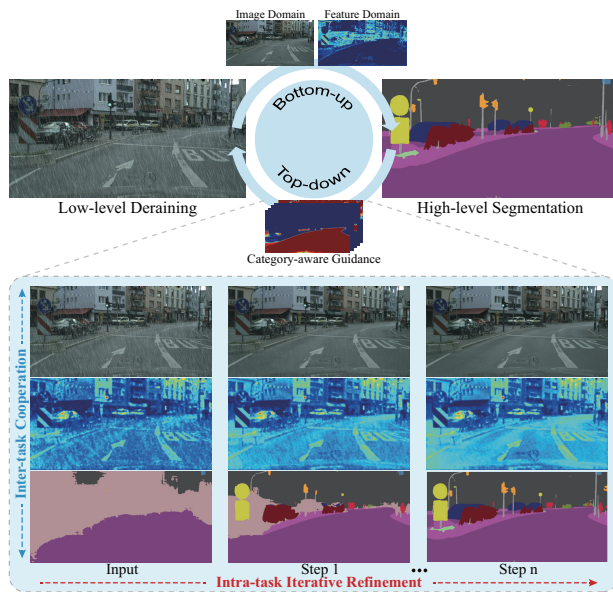 Image Domain
Feature Domain
Bottom-up
Top-down
Low-level Deraining
High-level Segmentation
Category-aware Guidance
Inter-task Cooperation
Input
Step 1
...
Step n
Intra-task Iterative Refinement